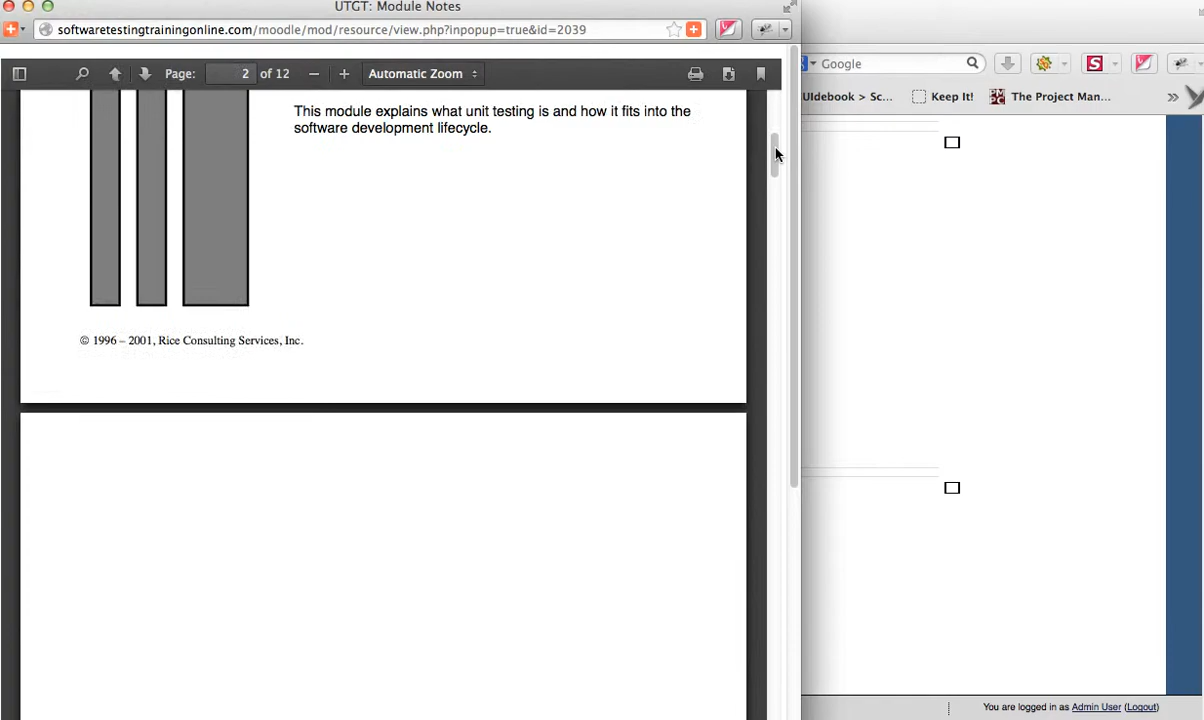 UTGT: Module Notes
softwaretestingtrainingonline.com/moodle/mod/resource/view.php?inpopup=true&id=2039
Page: 2 of 12
Automatic Zoom
This module explains what unit testing is and how it fits into the
software development lifecycle.
© 1996 – 2001, Rice Consulting Services, Inc.
Google
UIdebook > Sc...
Keep It!
The Project Man...
You are logged in as Admin User (Logout)